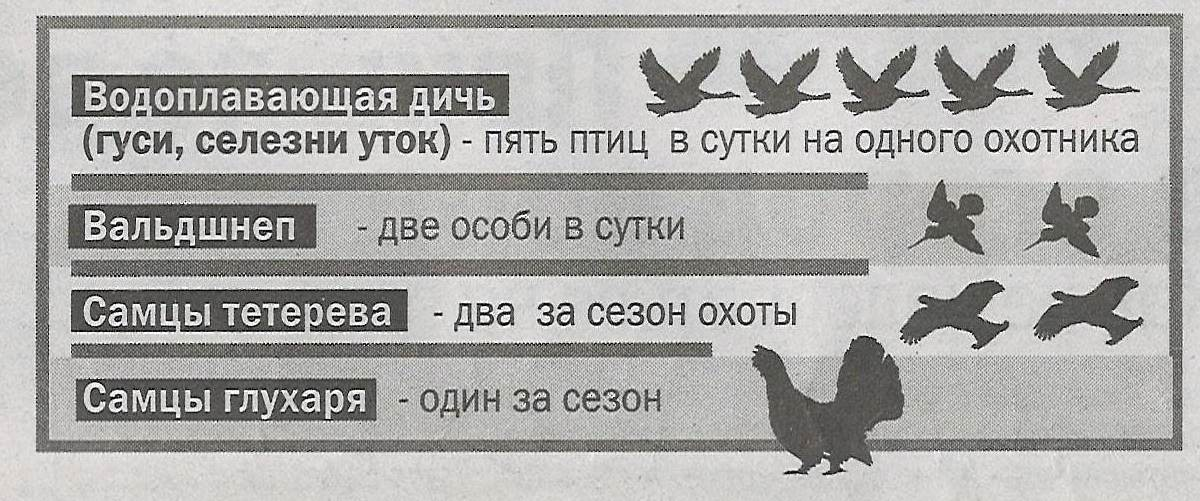 Водоплавающая дичь
(гуси, селезни уток) - пять птиц в сутки на одного охотника
Вальдшнеп - две особи в сутки
Самцы тетерева - два за сезон охоты
Самцы глухаря - один за сезон